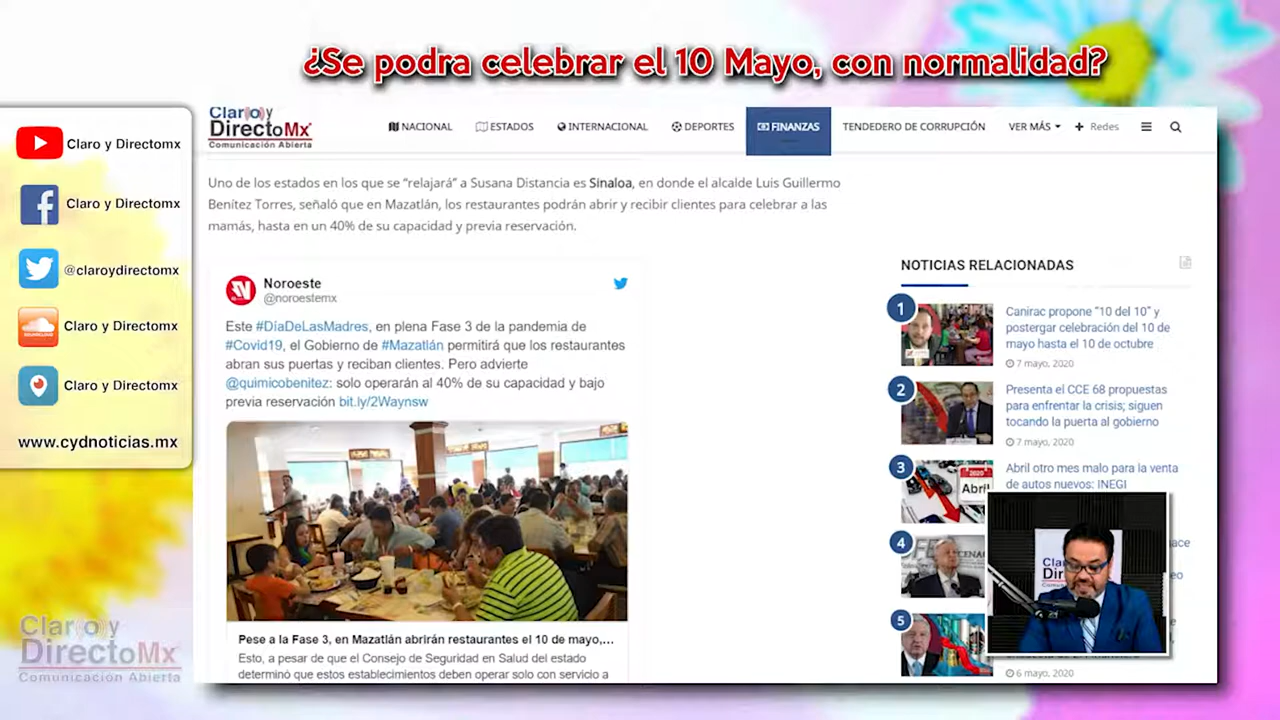 ¿Se podra celebrar el 10 Mayo, con normalidad?
Claro y Directomx
Claro y Directomx
@claroydirectomx
Claro y Directomx
Claro y Directomx
www.cydnoticias.mx
Claro y
DirectoMx
Comunicación Abierta
NACIONAL ESTADOS INTERNACIONAL DEPORTES FINANZAS TENDEDERO DE CORRUPCIÓN VER MÁS + Redes
Uno de los estados en los que se “relajará” a Susana Distancia es Sinaloa, en donde el alcalde Luis Guillermo
Benítez Torres, señaló que en Mazatlán, los restaurantes podrán abrir y recibir clientes para celebrar a las
mamás, hasta en un 40% de su capacidad y previa reservación.
Noroeste
@noroestemx
Este #DíaDeLasMadres, en plena Fase 3 de la pandemia de
#Covid19, el Gobierno de #Mazatlán permitirá que los restaurantes
abran sus puertas y reciban clientes. Pero advierte
@quimicobenitez: solo operarán al 40% de su capacidad y bajo
previa reservación bit.ly/2Waynsw
Pese a la Fase 3, en Mazatlán abrirán restaurantes el 10 de mayo,...
Esto, a pesar de que el Consejo de Seguridad en Salud del estado
determinó que estos establecimientos deben operar solo con servicio a
NOTICIAS RELACIONADAS
1
Canirac propone “10 del 10” y
postergar celebración del 10 de
mayo hasta el 10 de octubre
7 mayo, 2020
2
Presenta el CCE 68 propuestas
para enfrentar la crisis; siguen
tocando la puerta al gobierno
7 mayo, 2020
3
2020
Abril
Abril otro mes malo para la venta
de autos nuevos: INEGI
4
5
6 mayo, 2020
Claro y
DirectoMx
Comunicación Abierta